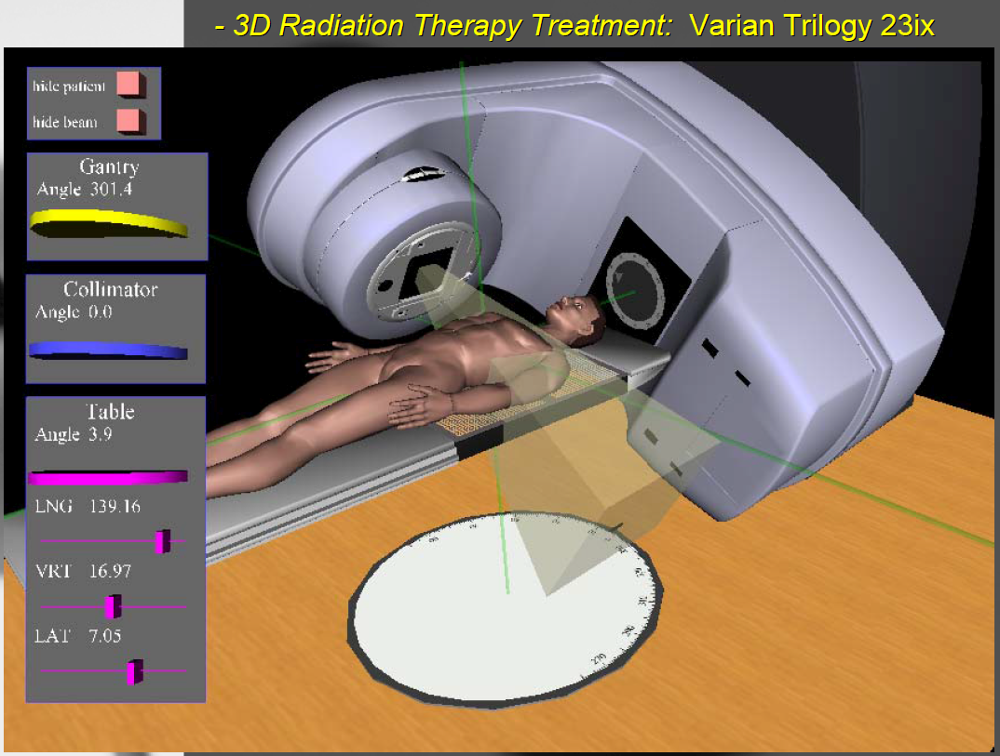 - 3D Radiation Therapy Treatment: Varian Trilogy 23ix
hide patient
hide beam
Gantry
Angle 301.4
Collimator
Angle 0.0
Table
Angle 3.9
LNG 139.16
VRT 16.97
LAT 7.05
270